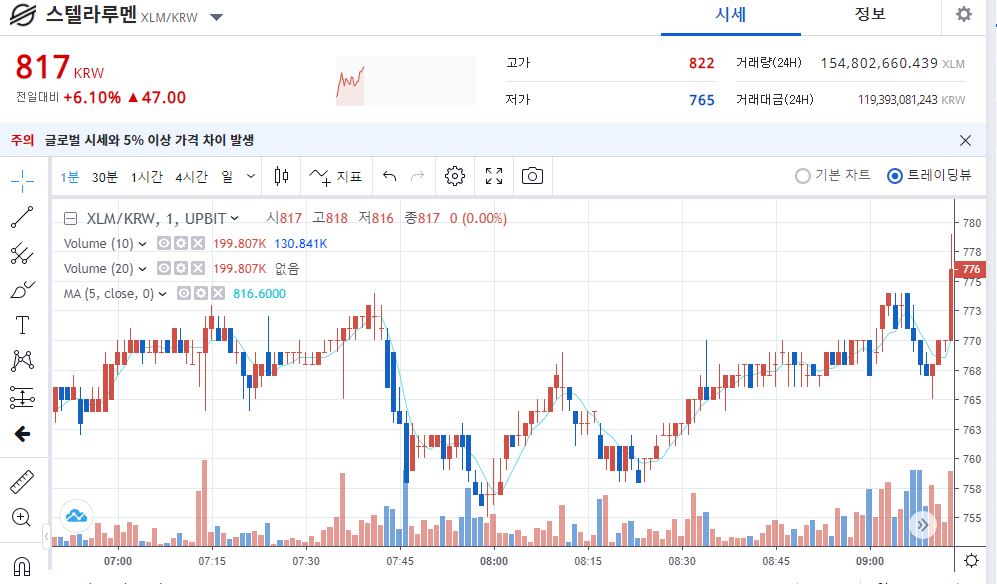 스텔라루멘 XLM/KRW
시세 정보
817 KRW
전일대비 +6.10% ▲47.00
고가 822
저가 765
거래량(24H) 154,802,660.439 XLM
거래대금(24H) 119,393,081,243 KRW
주의 글로벌 시세와 5% 이상 가격 차이 발생
1분 30분 1시간 4시간 일 지표
기본 차트 트레이딩뷰
XLM/KRW, 1, UPBIT 시817 고818 저816 종817 0 (0.00%)
Volume (10) 199.807K 130.841K
Volume (20) 199.807K 없음
MA (5, close, 0) 816.6000
780
778
776
775
773
770
768
765
763
760
758
755
07:00 07:15 07:30 07:45 08:00 08:15 08:30 08:45 09:00